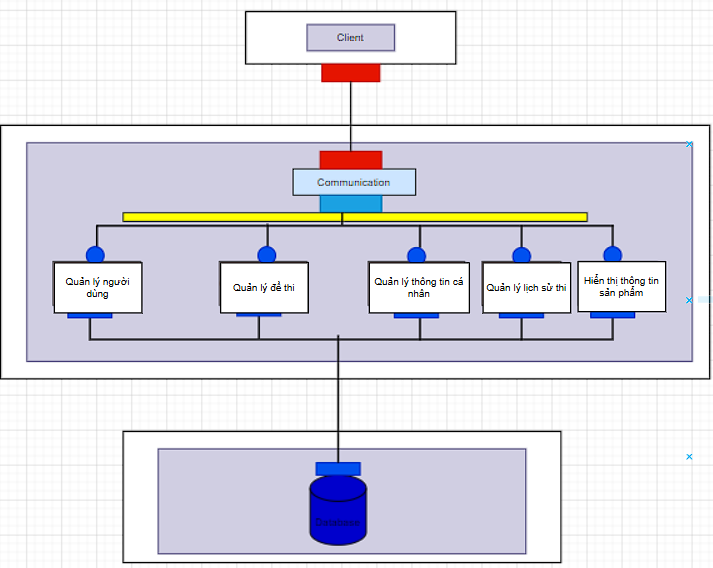 Client
Communication
Quản lý người
dùng
Quản lý đề thi
Quản lý thông tin cá
nhân
Quản lý lịch sử thi
Hiển thị thông tin
sản phẩm
Database